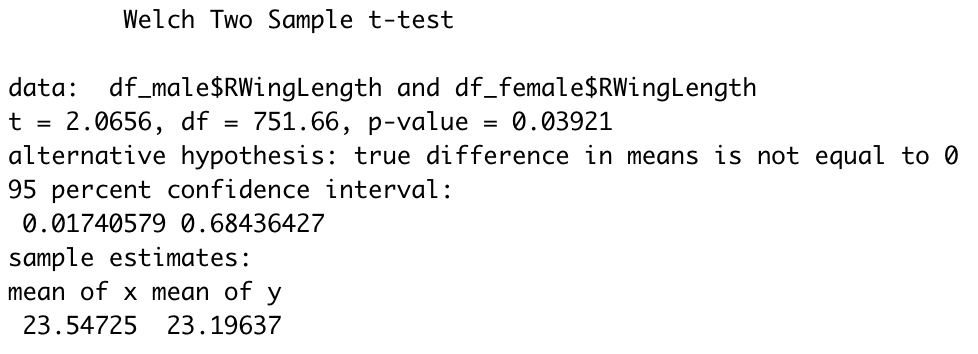 Welch Two Sample t-test
data:  df_male$RWingLength and df_female$RWingLength
t = 2.0656, df = 751.66, p-value = 0.03921
alternative hypothesis: true difference in means is not equal to 0
95 percent confidence interval:
0.01740579 0.68436427
sample estimates:
mean of x mean of y
23.54725  23.19637